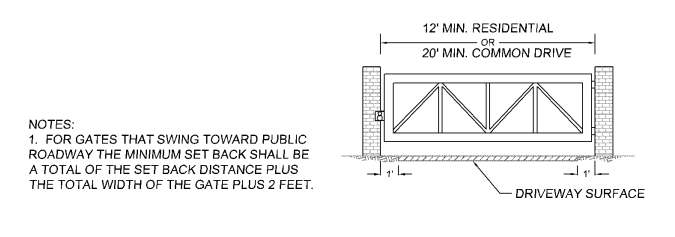 12' MIN. RESIDENTIAL
OR
20' MIN. COMMON DRIVE
NOTES:
1. FOR GATES THAT SWING TOWARD PUBLIC
ROADWAY THE MINIMUM SET BACK SHALL BE
A TOTAL OF THE SET BACK DISTANCE PLUS
THE TOTAL WIDTH OF THE GATE PLUS 2 FEET.
1'
1'
DRIVEWAY SURFACE